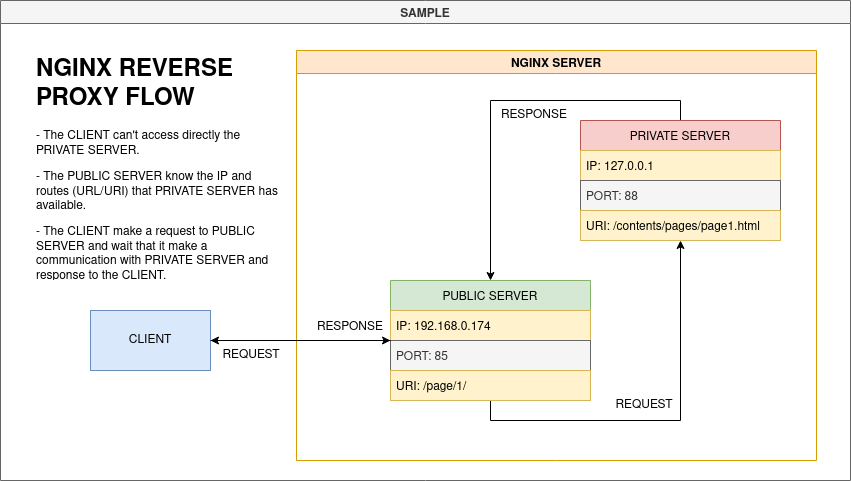 SAMPLE
NGINX REVERSE
PROXY FLOW
- The CLIENT can't access directly the
PRIVATE SERVER.
- The PUBLIC SERVER know the IP and
routes (URL/URI) that PRIVATE SERVER has
available.
- The CLIENT make a request to PUBLIC
SERVER and wait that it make a
communication with PRIVATE SERVER and
response to the CLIENT.
CLIENT
REQUEST
RESPONSE
NGINX SERVER
RESPONSE
PRIVATE SERVER
IP: 127.0.0.1
PORT: 88
URI: /contents/pages/page1.html
PUBLIC SERVER
IP: 192.168.0.174
PORT: 85
URI: /page/1/
REQUEST